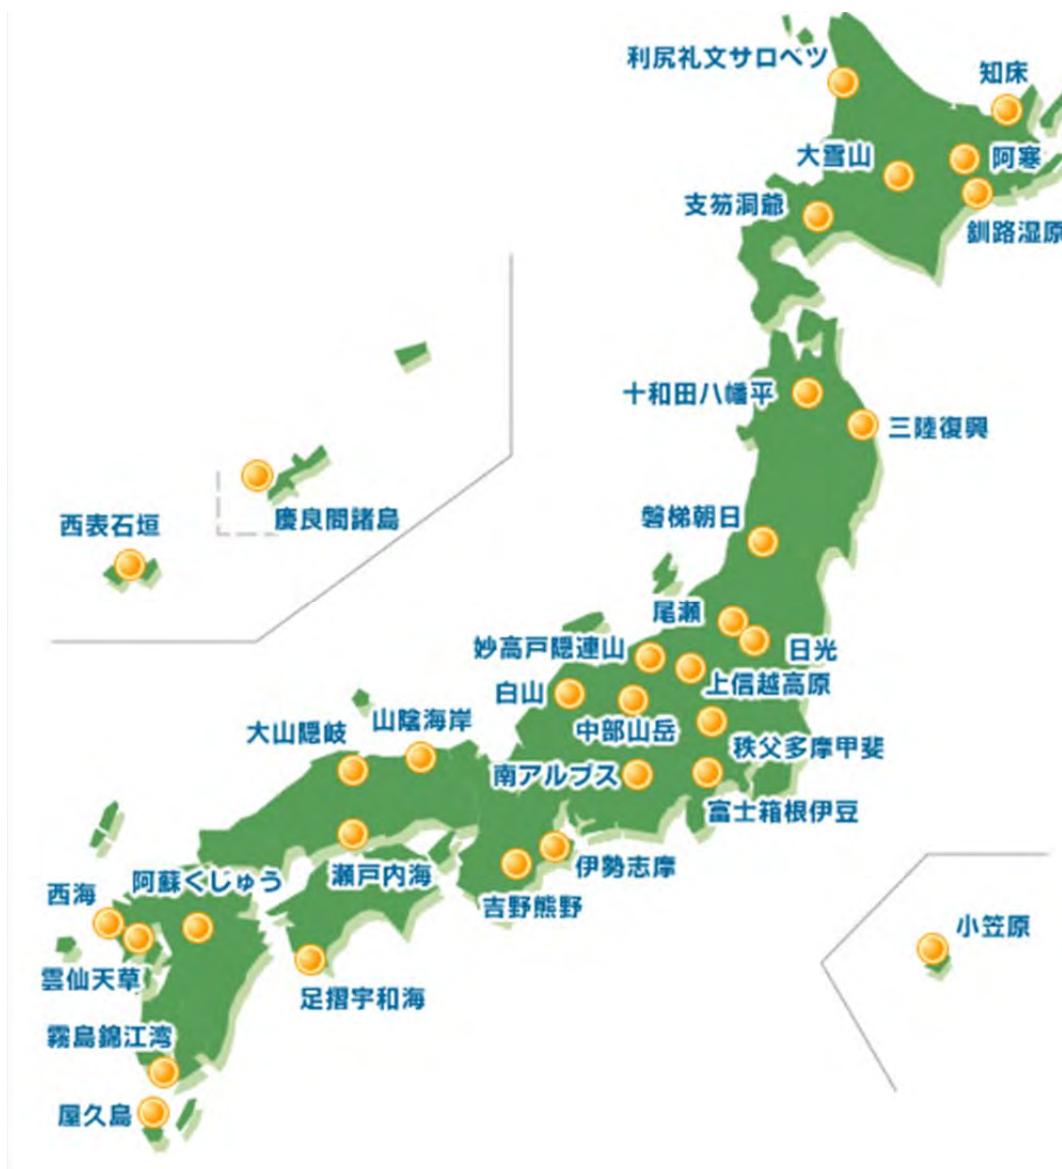 利尻礼文サロベツ
知床
大雪山
阿寒
支笏洞爺
釧路湿原
十和田八幡平
三陸復興
慶良間諸島
西表石垣
磐梯朝日
尾瀬
日光
妙高戸隠連山
上信越高原
白山
中部山岳
秩父多摩甲斐
大山隠岐
山陰海岸
南アルプス
富士箱根伊豆
瀬戸内海
伊勢志摩
吉野熊野
阿蘇くじゅう
西海
雲仙天草
足摺宇和海
霧島錦江湾
屋久島
小笠原